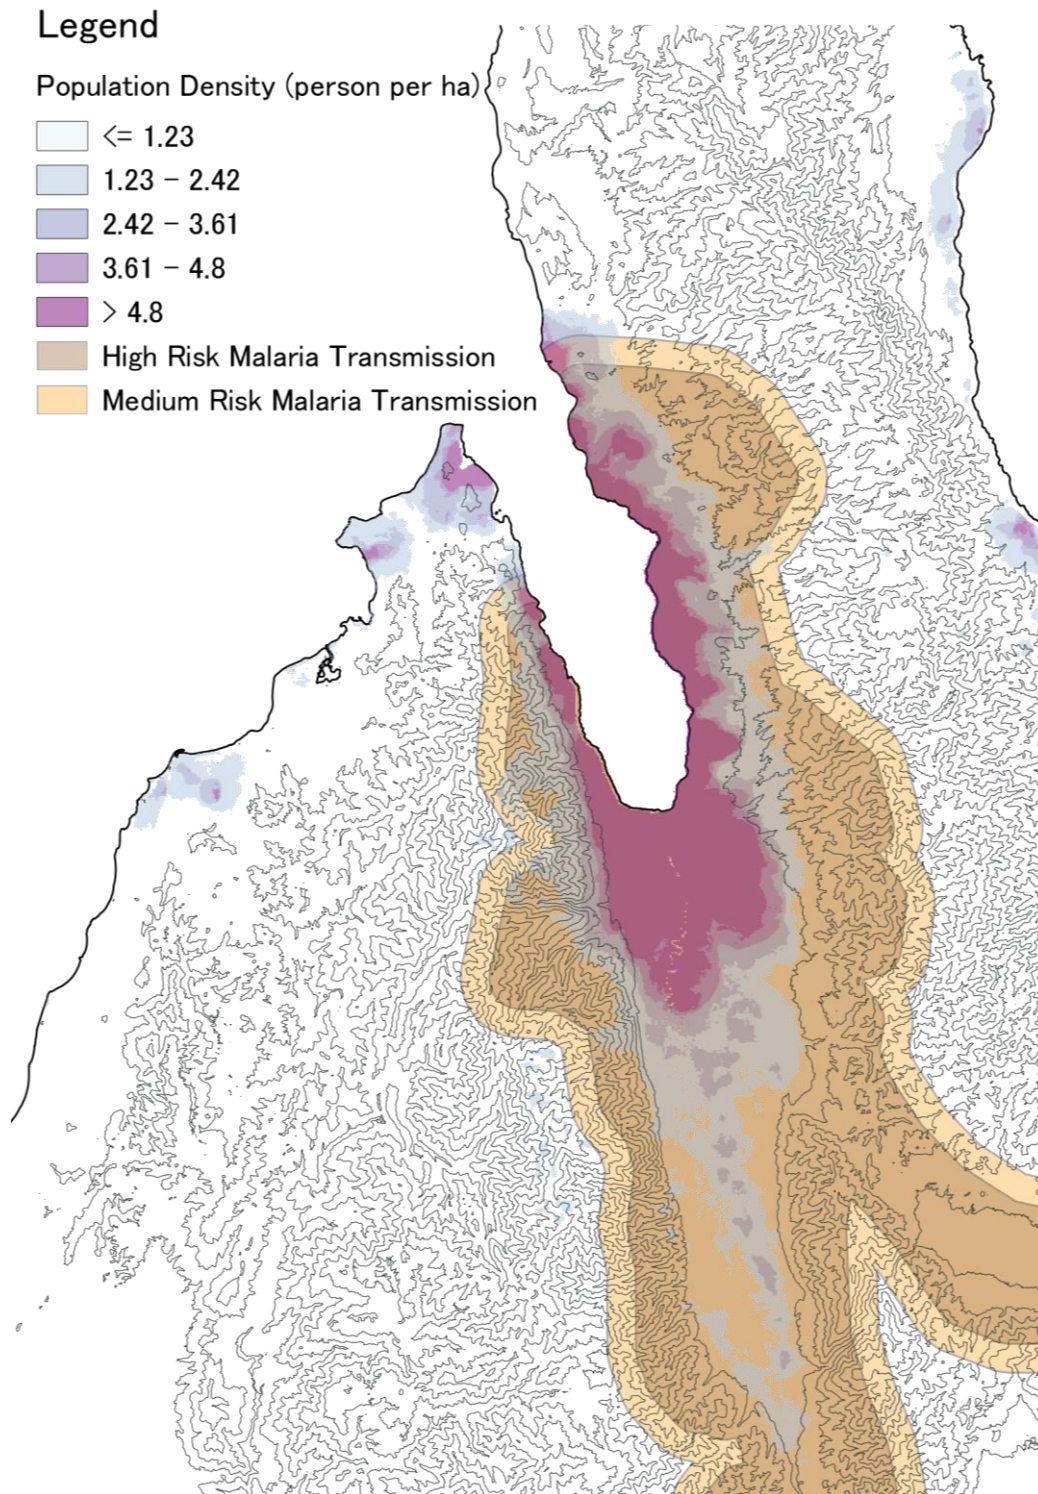 Legend
Population Density (person per ha)
<= 1.23
1.23 - 2.42
2.42 - 3.61
3.61 - 4.8
> 4.8
High Risk Malaria Transmission
Medium Risk Malaria Transmission